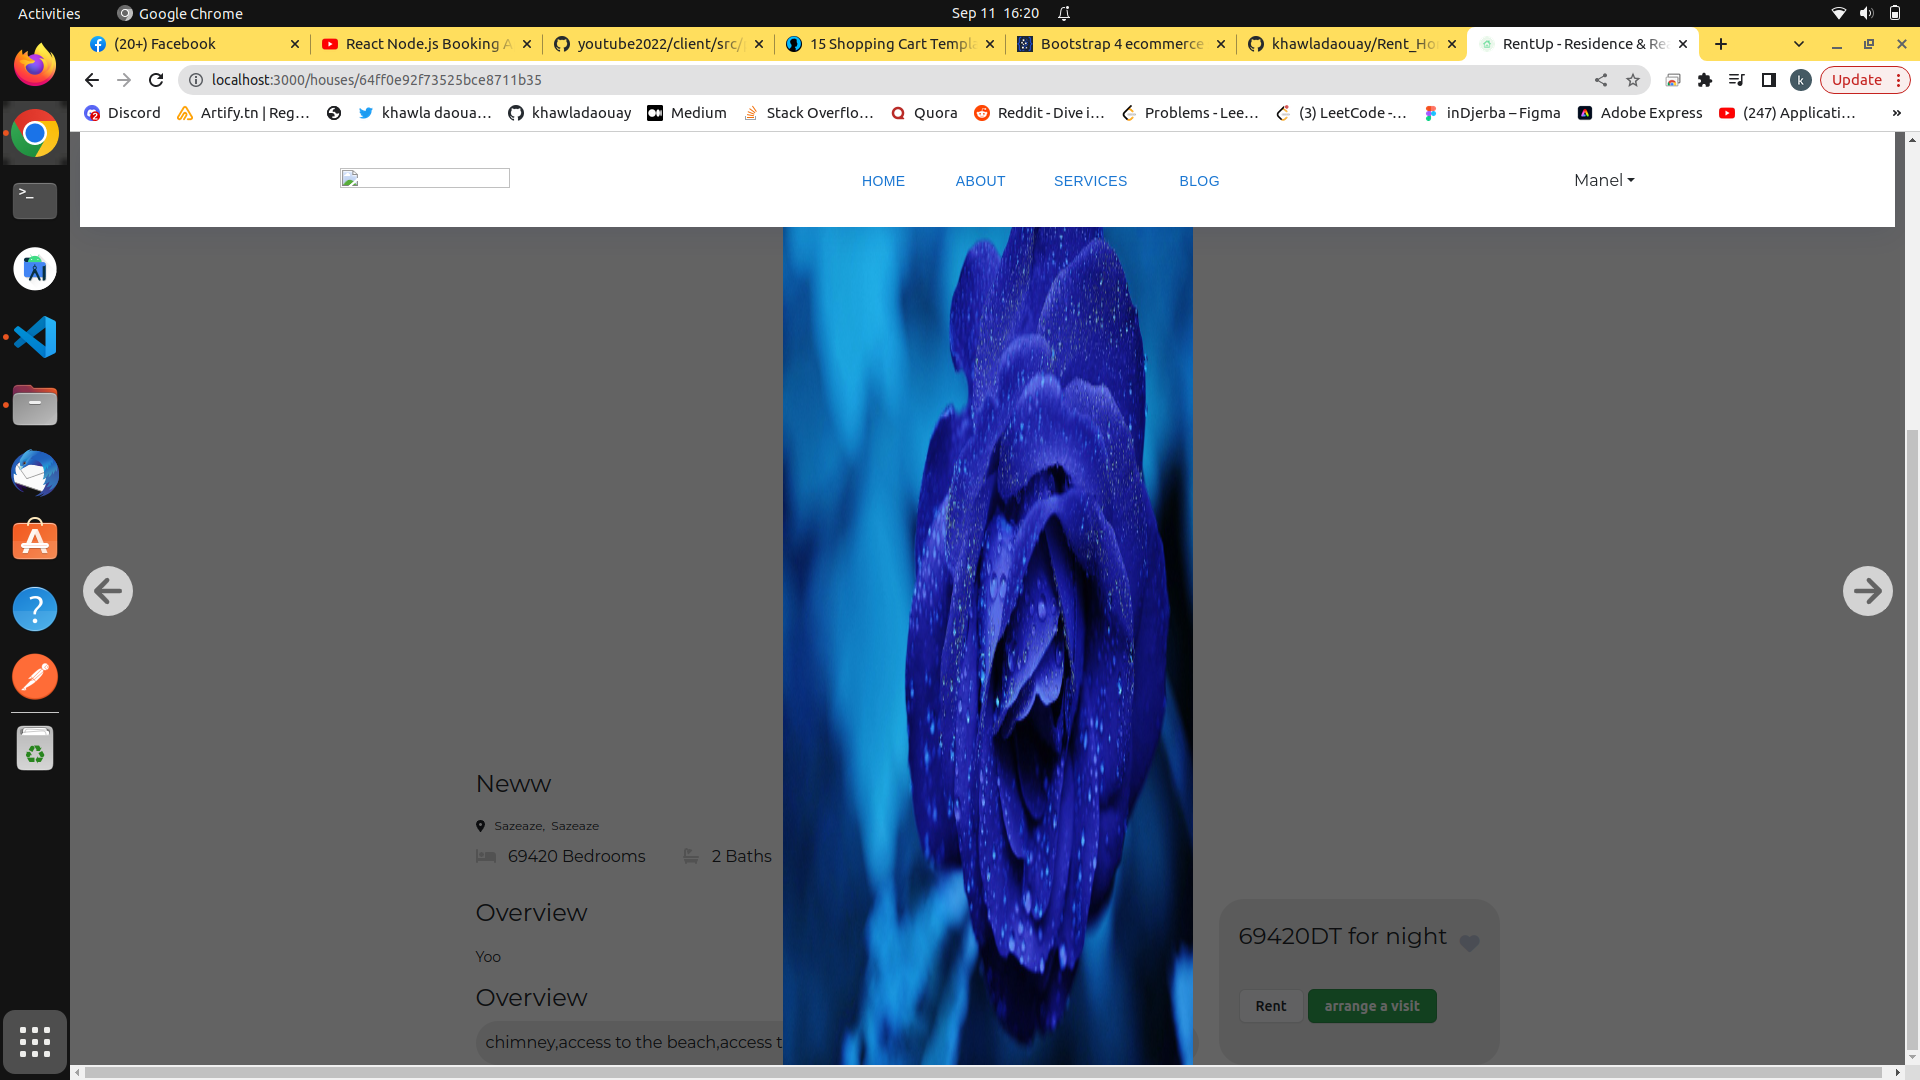 Activities
Google Chrome
Sep 11 16:20
(20+) Facebook
React Node.js Booking A
youtube2022/client/src/
15 Shopping Cart Templa
Bootstrap 4 ecommerce
khawladaouay/Rent_Ho
RentUp - Residence & Re
localhost:3000/houses/64ff0e92f73525bce8711b35
k
Update
Discord
Artify.tn | Reg…
khawla daoua…
khawladaouay
Medium
Stack Overflo…
Quora
Reddit - Dive i…
Problems - Lee…
(3) LeetCode -…
inDjerba – Figma
Adobe Express
(247) Applicati…
»
HOME
ABOUT
SERVICES
BLOG
Manel
Neww
Sazeaze, Sazeaze
69420 Bedrooms
2 Baths
Overview
Yoo
Overview
chimney,access to the beach,access t
69420DT for night
Rent
arrange a visit